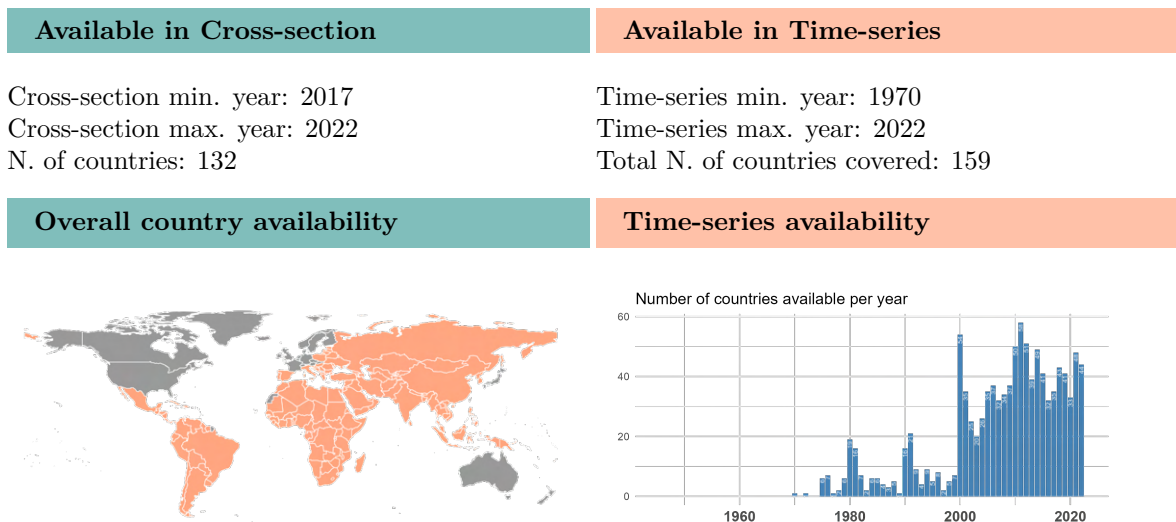 Available in Cross-section
Available in Time-series
Cross-section min. year: 2017
Cross-section max. year: 2022
N. of countries: 132
Time-series min. year: 1970
Time-series max. year: 2022
Total N. of countries covered: 159
Overall country availability
Time-series availability
Number of countries available per year
60
40
20
0
1960
1980
2000
2020